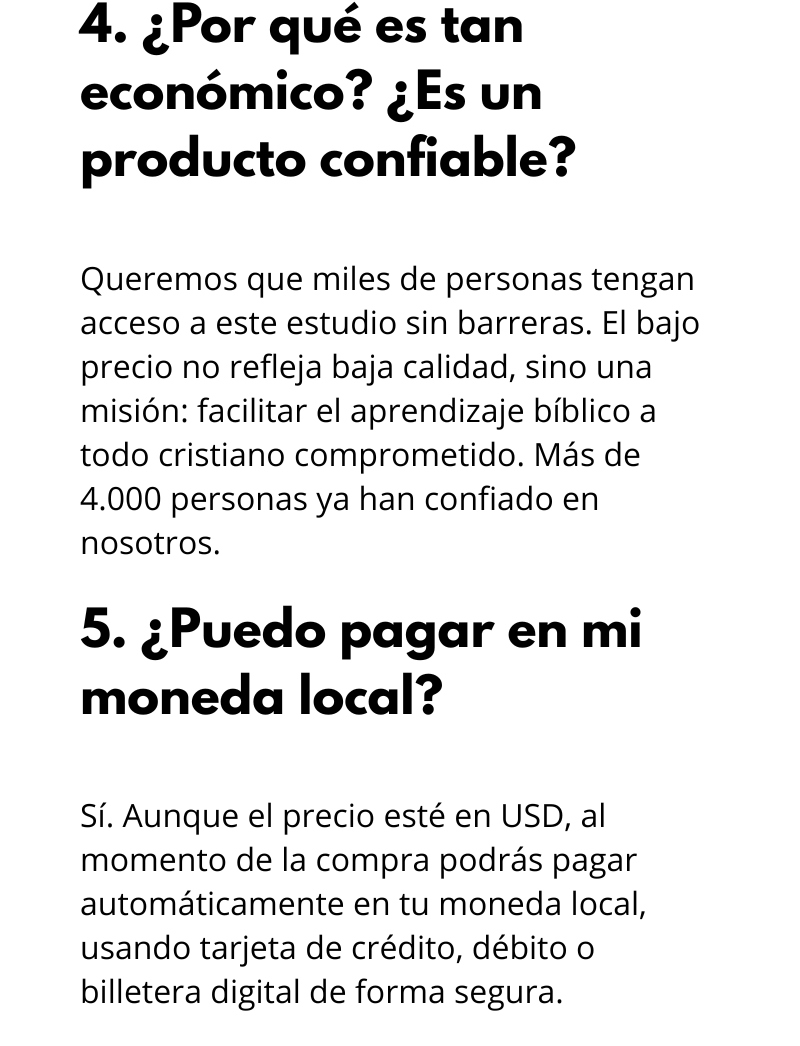 4. ¿Por qué es tan
económico? ¿Es un
producto confiable?
Queremos que miles de personas tengan
acceso a este estudio sin barreras. El bajo
precio no refleja baja calidad, sino una
misión: facilitar el aprendizaje bíblico a
todo cristiano comprometido. Más de
4.000 personas ya han confiado en
nosotros.
5. ¿Puedo pagar en mi
moneda local?
Sí. Aunque el precio esté en USD, al
momento de la compra podrás pagar
automáticamente en tu moneda local,
usando tarjeta de crédito, débito o
billetera digital de forma segura.